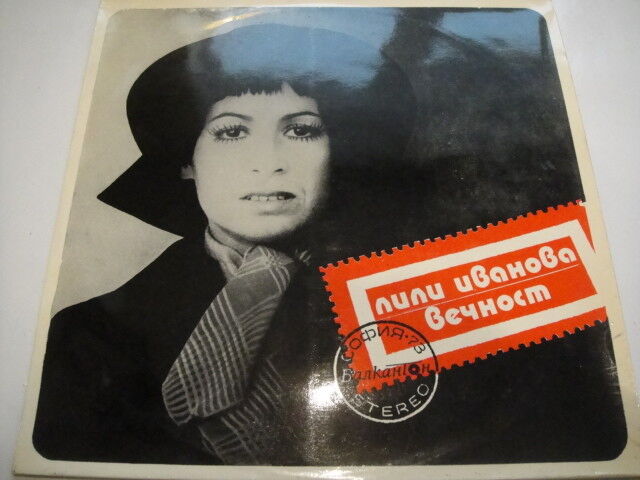 лили иванова
вечност
СОФИЯ·73
Балкантон
STEREO